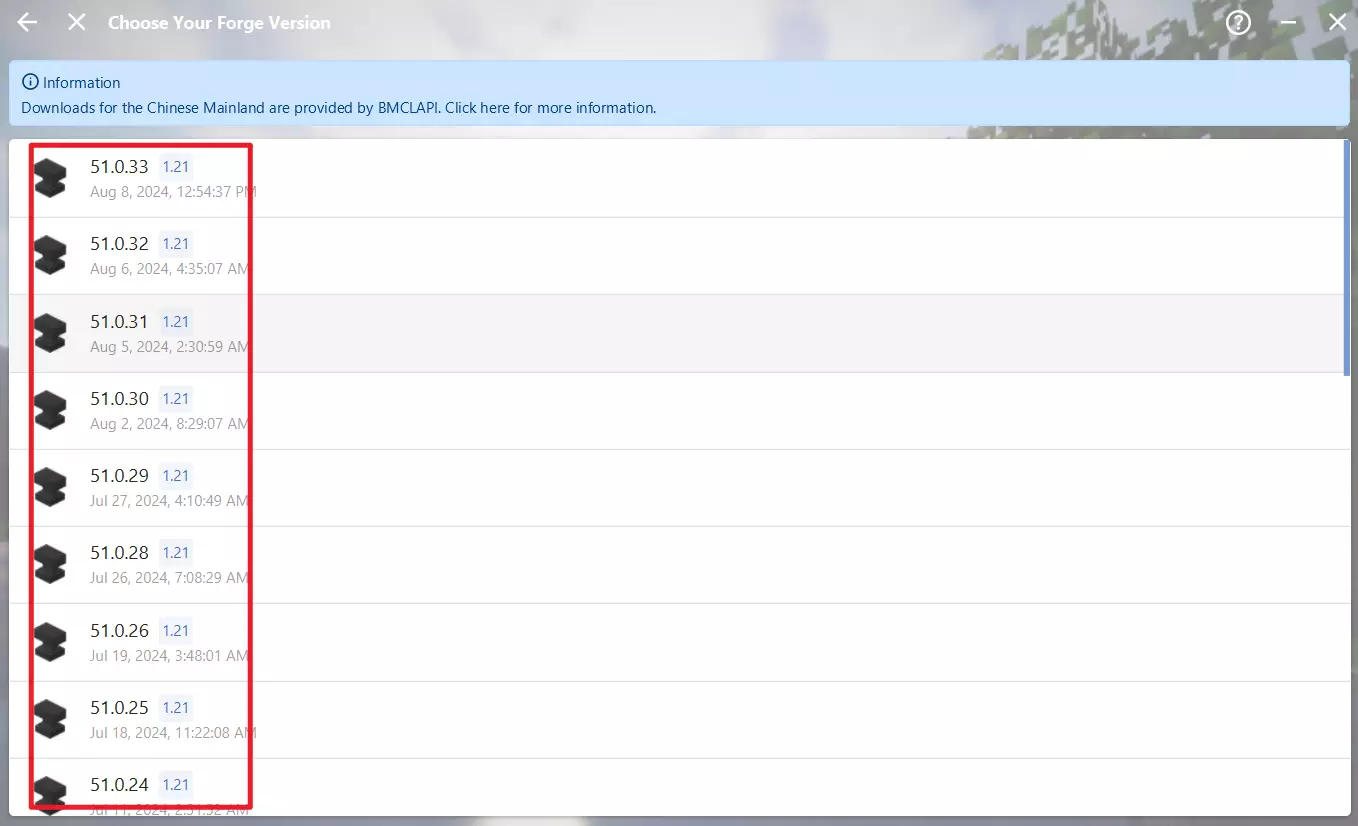 Choose Your Forge Version
Information
Downloads for the Chinese Mainland are provided by BMCLAPI. Click here for more information.
51.0.33 1.21
Aug 8, 2024, 12:54:37 PM
51.0.32 1.21
Aug 6, 2024, 4:35:07 AM
51.0.31 1.21
Aug 5, 2024, 2:30:59 AM
51.0.30 1.21
Aug 2, 2024, 8:29:07 AM
51.0.29 1.21
Jul 27, 2024, 4:10:49 AM
51.0.28 1.21
Jul 26, 2024, 7:08:29 AM
51.0.26 1.21
Jul 19, 2024, 3:48:01 AM
51.0.25 1.21
Jul 18, 2024, 11:22:08 AM
51.0.24 1.21
Jul 11, 2024, AM